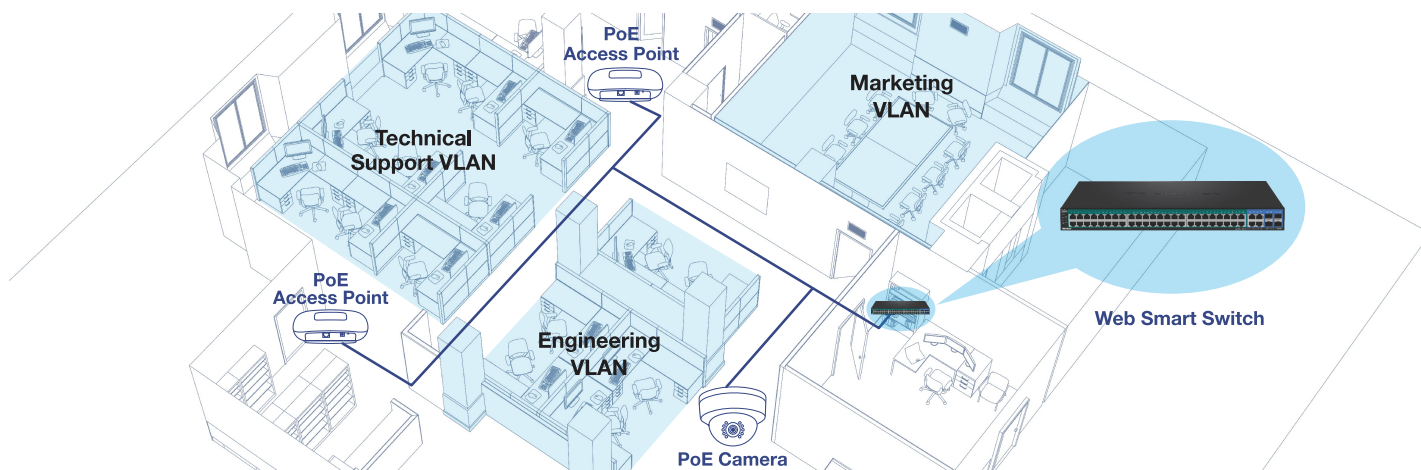 PoE
Access Point
Marketing
VLAN
Technical
Support VLAN
PoE
Access Point
Web Smart Switch
Engineering
VLAN
PoE Camera